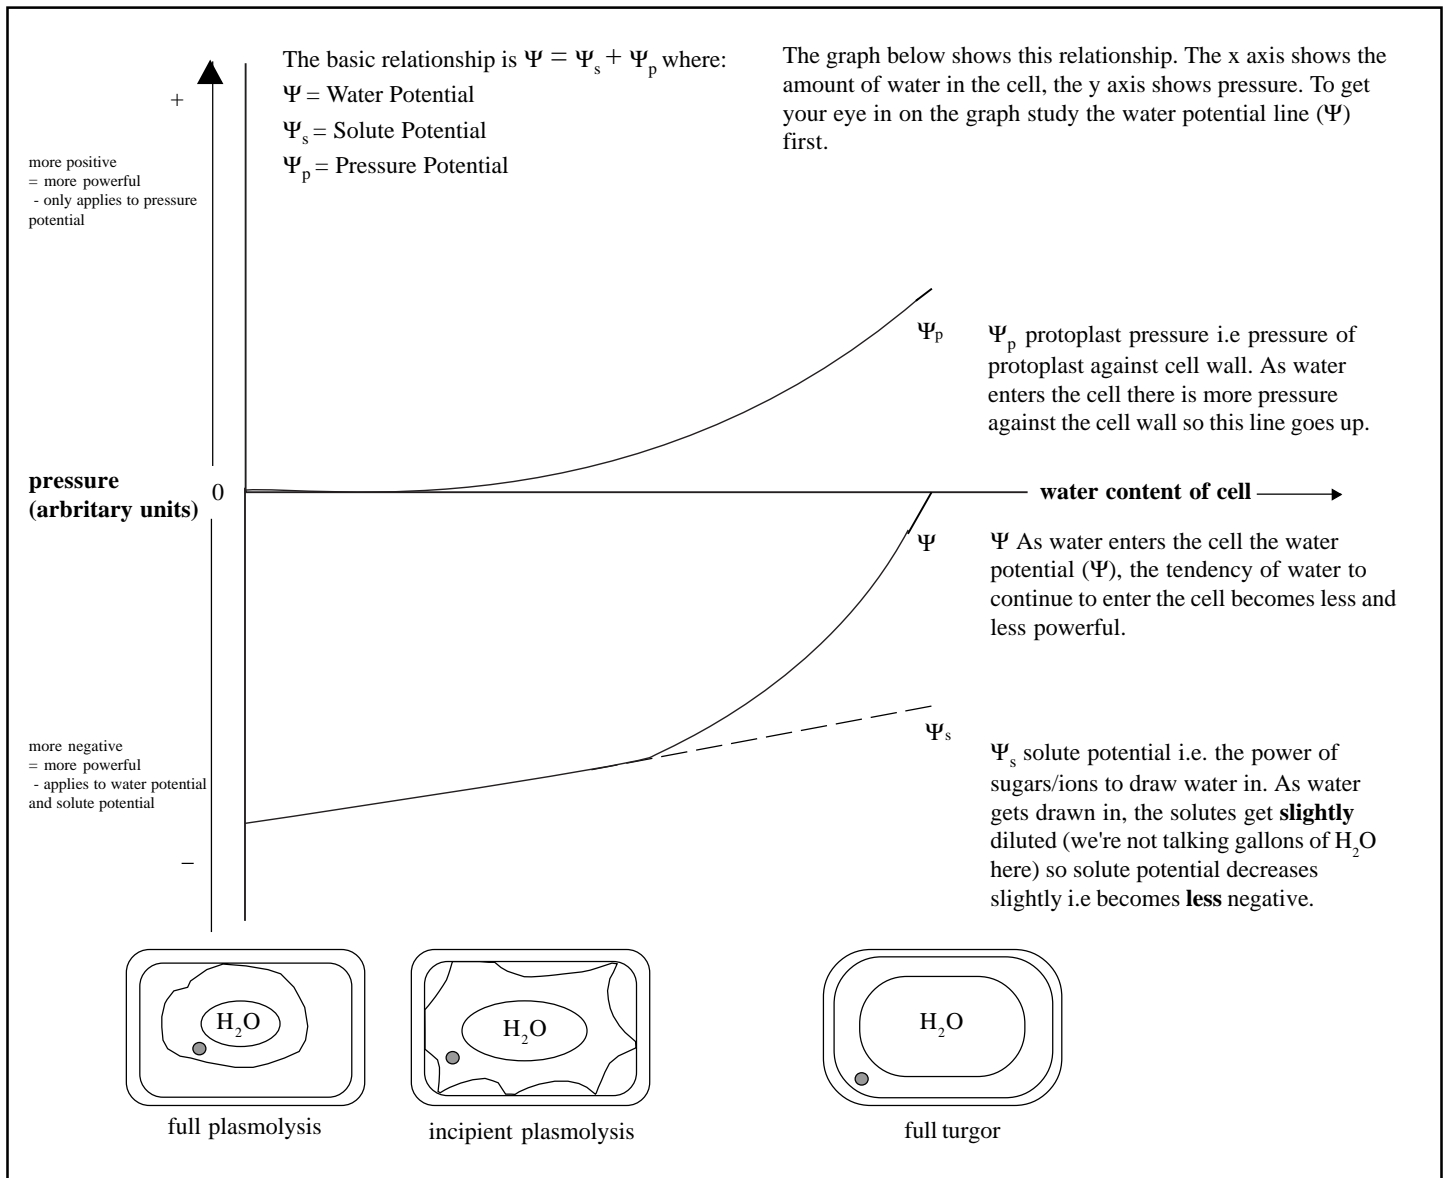 The basic relationship is Ψ = Ψs + Ψp where:
Ψ = Water Potential
Ψs = Solute Potential
Ψp = Pressure Potential
The graph below shows this relationship. The x axis shows the
amount of water in the cell, the y axis shows pressure. To get
your eye in on the graph study the water potential line (Ψ)
first.
+
more positive
= more powerful
- only applies to pressure
potential
Ψp
Ψp protoplast pressure i.e pressure of
protoplast against cell wall. As water
enters the cell there is more pressure
against the cell wall so this line goes up.
pressure
(arbritary units)
0
water content of cell
Ψ
Ψ As water enters the cell the water
potential (Ψ), the tendency of water to
continue to enter the cell becomes less and
less powerful.
Ψs
more negative
= more powerful
- applies to water potential
and solute potential
–
Ψs solute potential i.e. the power of
sugars/ions to draw water in. As water
gets drawn in, the solutes get slightly
diluted (we're not talking gallons of H2O
here) so solute potential decreases
slightly i.e becomes less negative.
H2O
H2O
H2O
full plasmolysis
incipient plasmolysis
full turgor